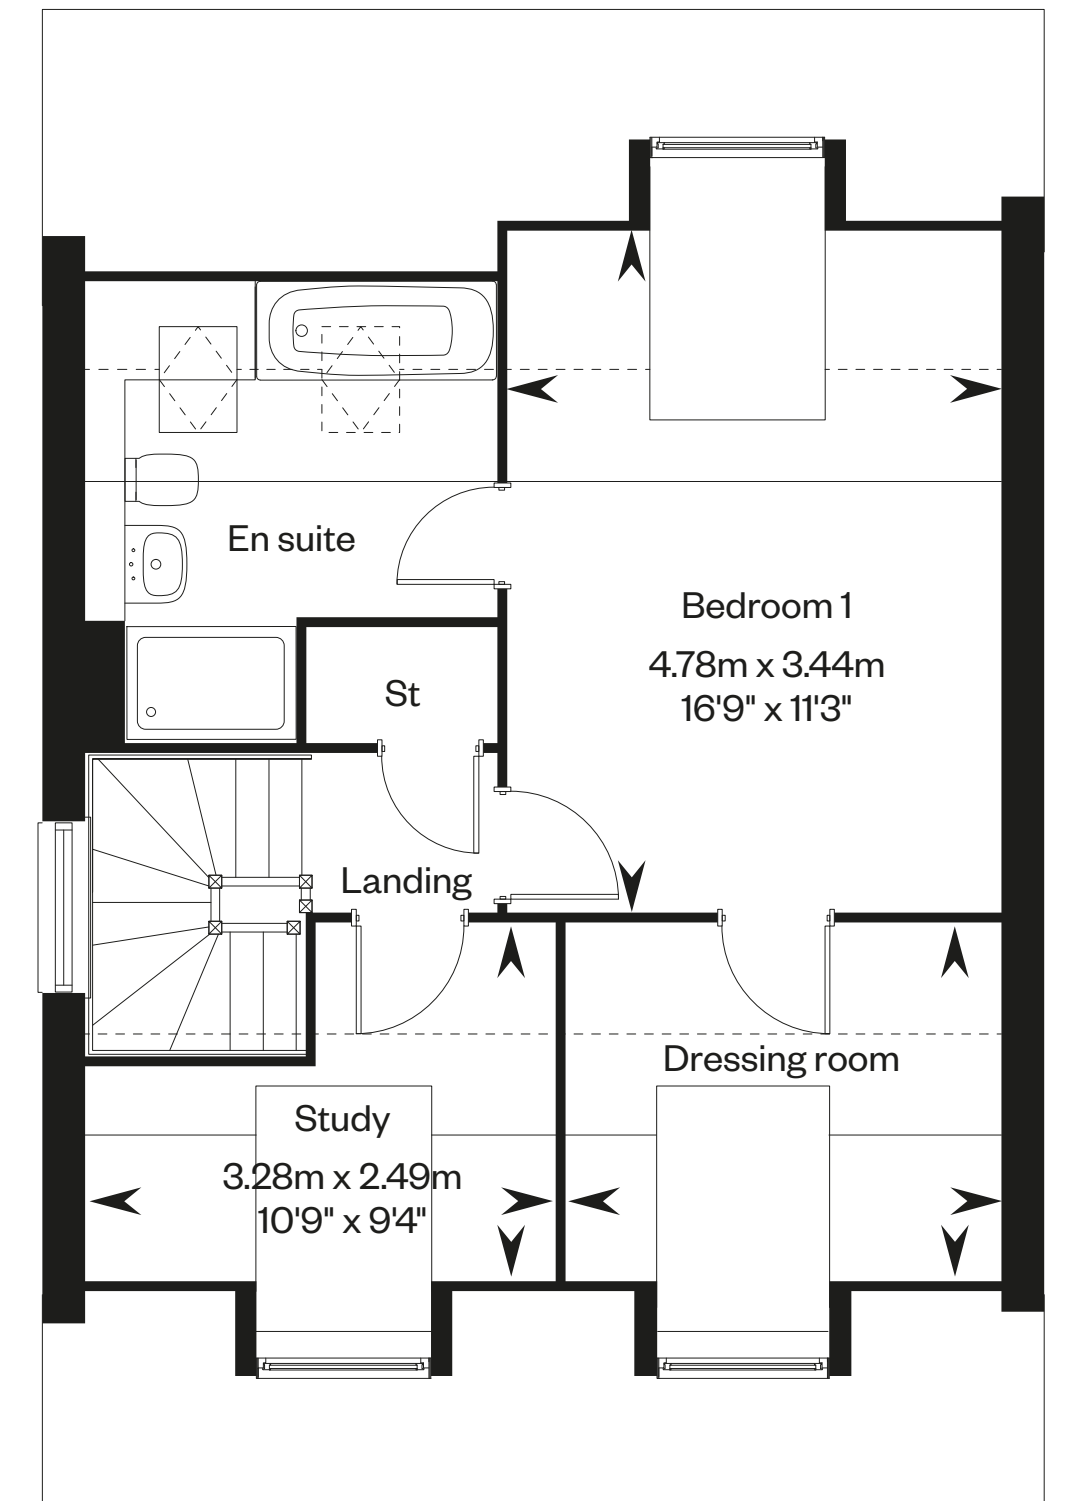 En suite
Bedroom 1
4.78m x 3.44m
16'9" x 11'3"
St
Landing
Dressing room
Study
3.28m x 2.49m
10'9" x 9'4"